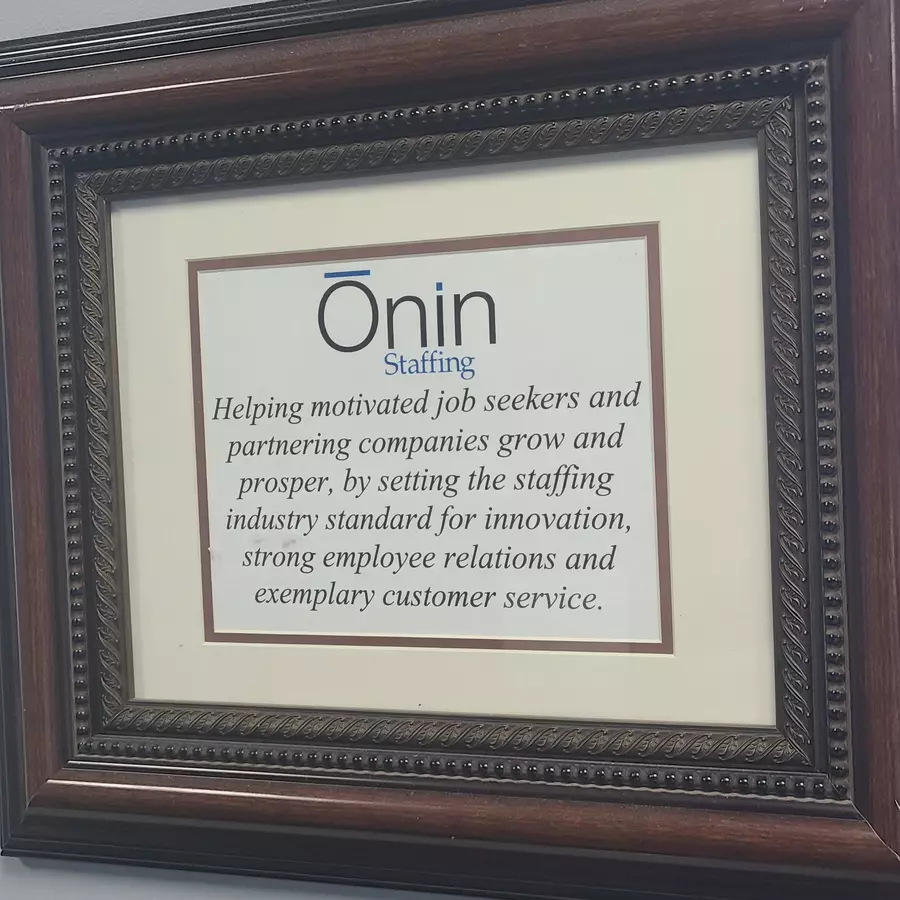 Ōnin
Staffing
Helping motivated job seekers and
partnering companies grow and
prosper, by setting the staffing
industry standard for innovation,
strong employee relations and
exemplary customer service.